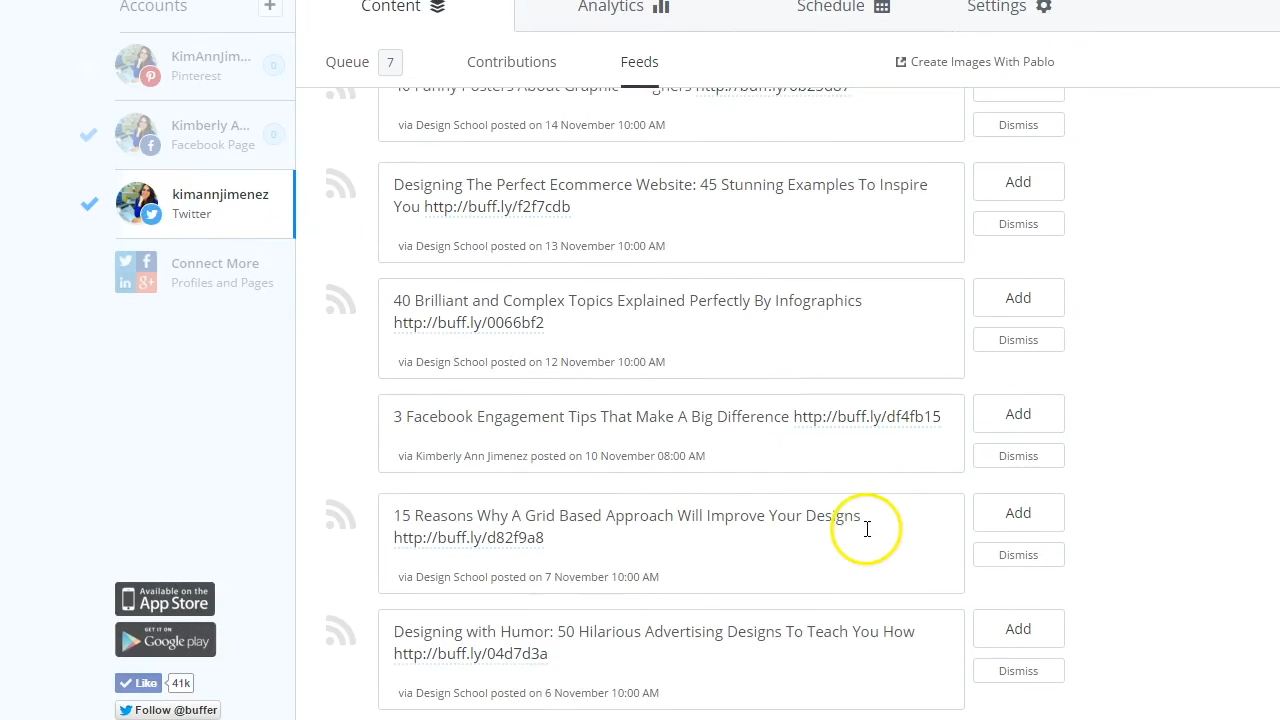 Accounts
+
Content
Analytics
Schedule
Settings
KimAnnJim...
Pinterest
0
Kimberly A...
Facebook Page
0
kimannjimenez
Twitter
Connect More
Profiles and Pages
Queue 7
Contributions
Feeds
Create Images With Pablo
via Design School posted on 14 November 10:00 AM
Dismiss
Designing The Perfect Ecommerce Website: 45 Stunning Examples To Inspire
You http://buff.ly/f2f7cdb
via Design School posted on 13 November 10:00 AM
Add
Dismiss
40 Brilliant and Complex Topics Explained Perfectly By Infographics
http://buff.ly/0066bf2
via Design School posted on 12 November 10:00 AM
Add
Dismiss
3 Facebook Engagement Tips That Make A Big Difference http://buff.ly/df4fb15
via Kimberly Ann Jimenez posted on 10 November 08:00 AM
Add
Dismiss
15 Reasons Why A Grid Based Approach Will Improve Your Designs
http://buff.ly/d82f9a8
via Design School posted on 7 November 10:00 AM
Add
Dismiss
Designing with Humor: 50 Hilarious Advertising Designs To Teach You How
http://buff.ly/04d7d3a
via Design School posted on 6 November 10:00 AM
Add
Dismiss
Available on the
App Store
GET IT ON
Google play
Like 41k
Follow @buffer